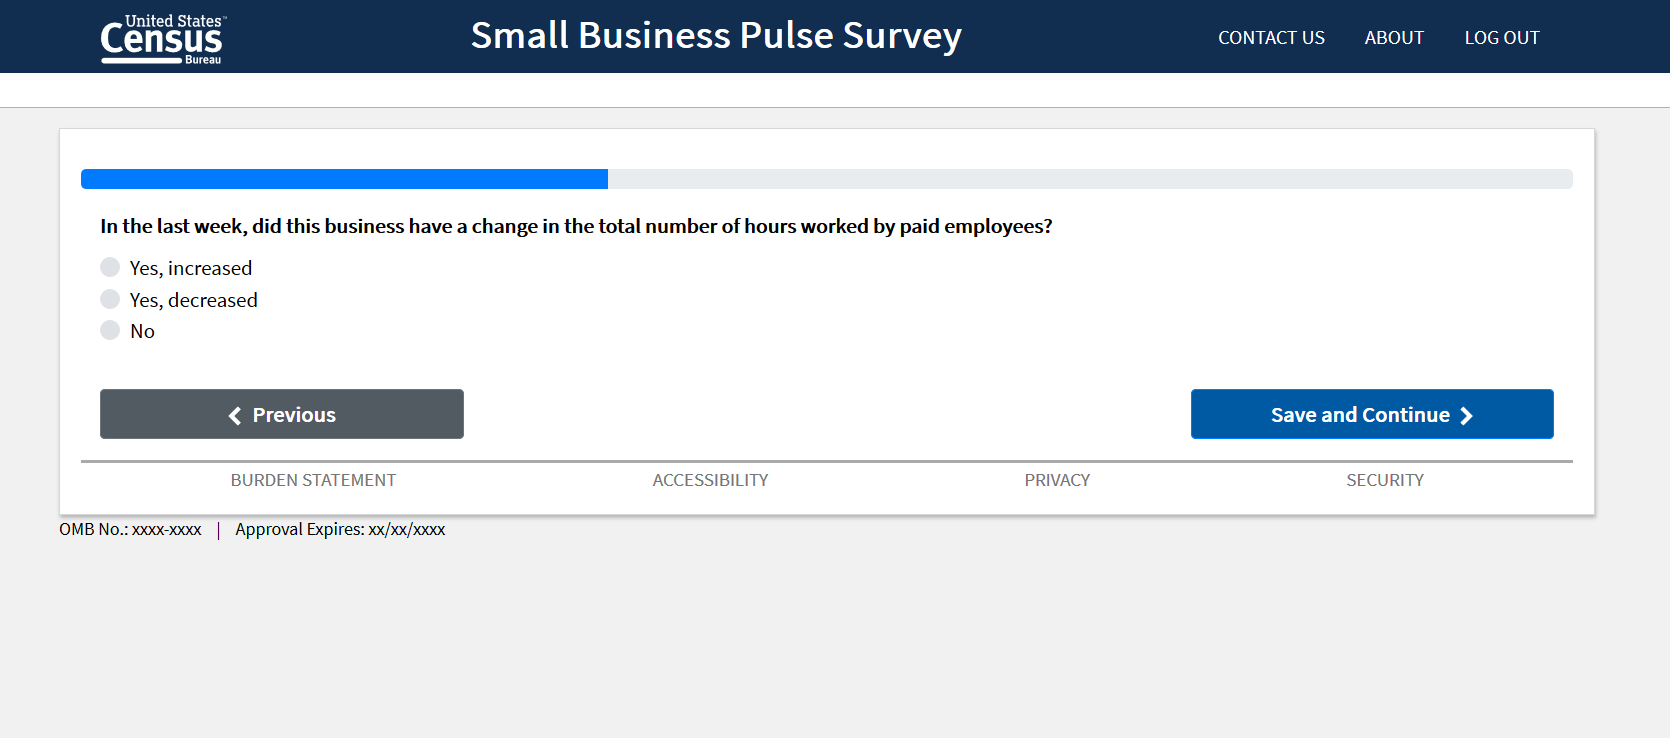 United States™
Census
Bureau
Small Business Pulse Survey
CONTACT US ABOUT LOG OUT
In the last week, did this business have a change in the total number of hours worked by paid employees?
Yes, increased
Yes, decreased
No
Previous Save and Continue
BURDEN STATEMENT ACCESSIBILITY PRIVACY SECURITY
OMB No.: xxxx-xxxx | Approval Expires: xx/xx/xxxx